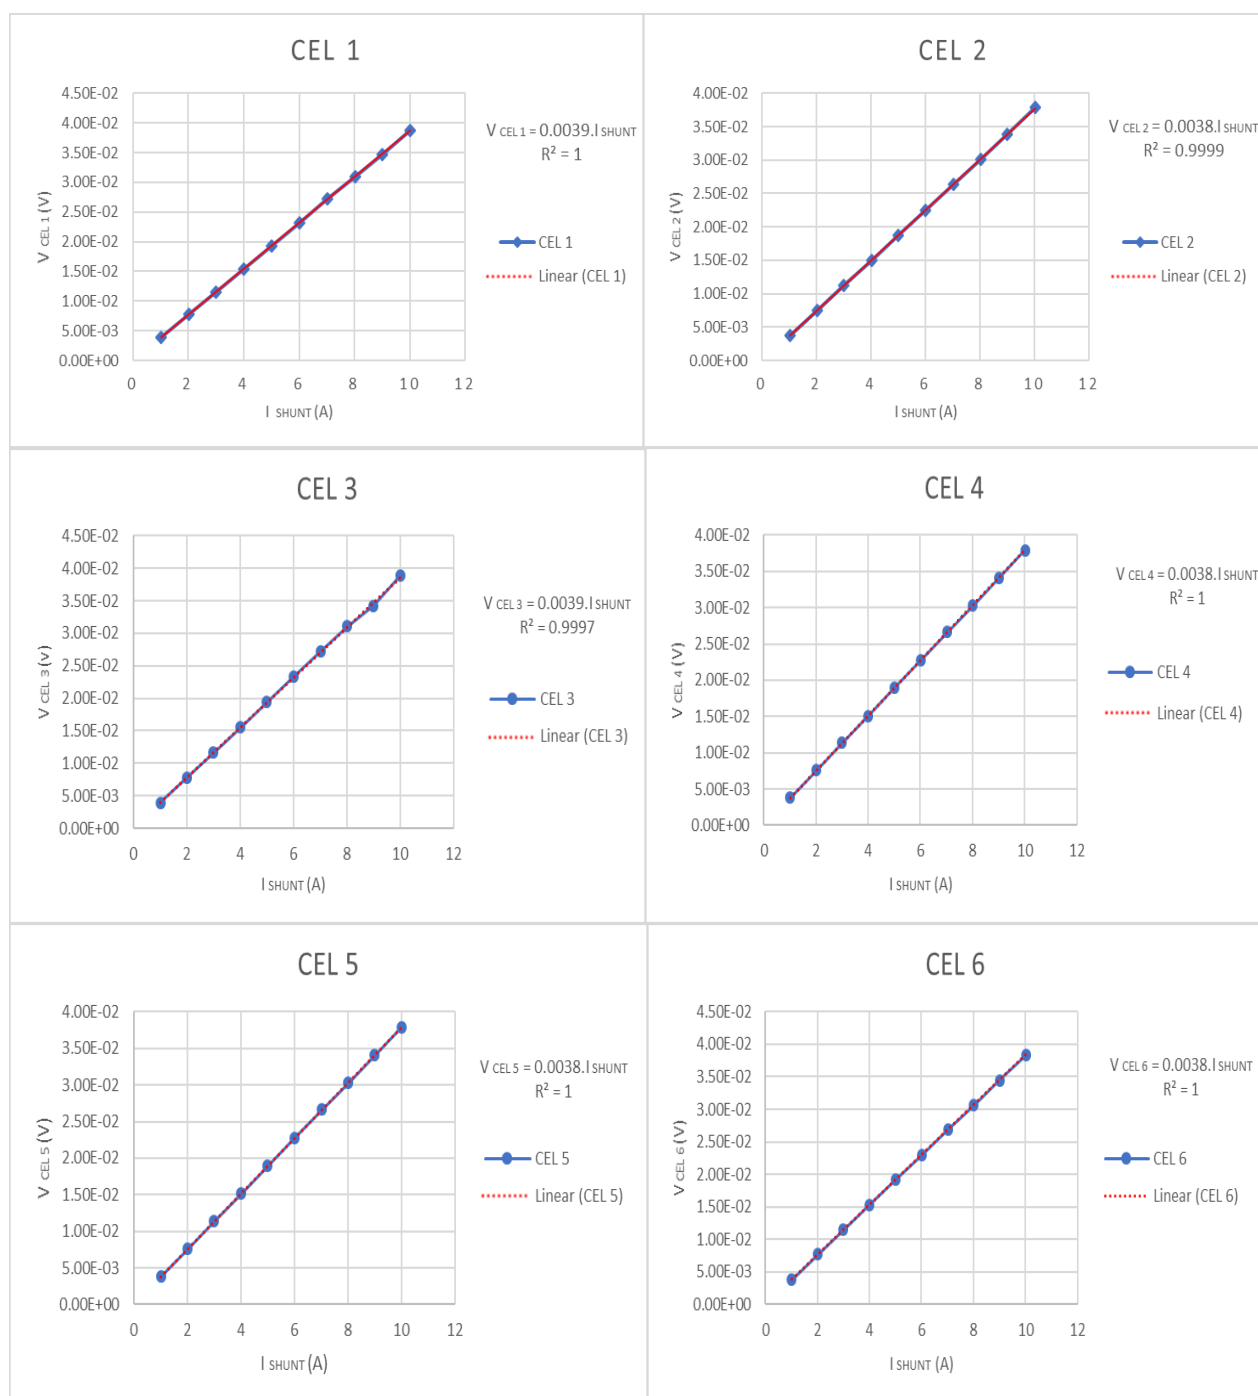 CEL 1
4.50E-02
4.00E-02
3.50E-02
3.00E-02
2.50E-02
2.00E-02
1.50E-02
1.00E-02
5.00E-03
0.00E+00
V CEL 1 (V)
0 2 4 6 8 10 12
I SHUNT (A)
V CEL 1 = 0.0039.I SHUNT
R² = 1
CEL 1
Linear (CEL 1)
CEL 2
4.00E-02
3.50E-02
3.00E-02
2.50E-02
2.00E-02
1.50E-02
1.00E-02
5.00E-03
0.00E+00
V CEL 2 (V)
0 2 4 6 8 10 12
I SHUNT (A)
V CEL 2 = 0.0038.I SHUNT
R² = 0.9999
CEL 2
Linear (CEL 2)
CEL 3
4.50E-02
4.00E-02
3.50E-02
3.00E-02
2.50E-02
2.00E-02
1.50E-02
1.00E-02
5.00E-03
0.00E+00
V CEL 3 (v)
0 2 4 6 8 10 12
I SHUNT (A)
V CEL 3 = 0.0039.I SHUNT
R² = 0.9997
CEL 3
Linear (CEL 3)
CEL 4
4.00E-02
3.50E-02
3.00E-02
2.50E-02
2.00E-02
1.50E-02
1.00E-02
5.00E-03
0.00E+00
V CEL 4 (V)
0 2 4 6 8 10 12
I SHUNT (A)
V CEL 4 = 0.0038.I SHUNT
R² = 1
CEL 4
Linear (CEL 4)
CEL 5
4.00E-02
3.50E-02
3.00E-02
2.50E-02
2.00E-02
1.50E-02
1.00E-02
5.00E-03
0.00E+00
V CEL 5 (V)
0 2 4 6 8 10 12
I SHUNT (A)
V CEL 5 = 0.0038.I SHUNT
R² = 1
CEL 5
Linear (CEL 5)
CEL 6
4.50E-02
4.00E-02
3.50E-02
3.00E-02
2.50E-02
2.00E-02
1.50E-02
1.00E-02
5.00E-03
0.00E+00
V CEL 6 (V)
0 2 4 6 8 10 12
I SHUNT (A)
V CEL 6 = 0.0038.I SHUNT
R² = 1
CEL 6
Linear (CEL 6)